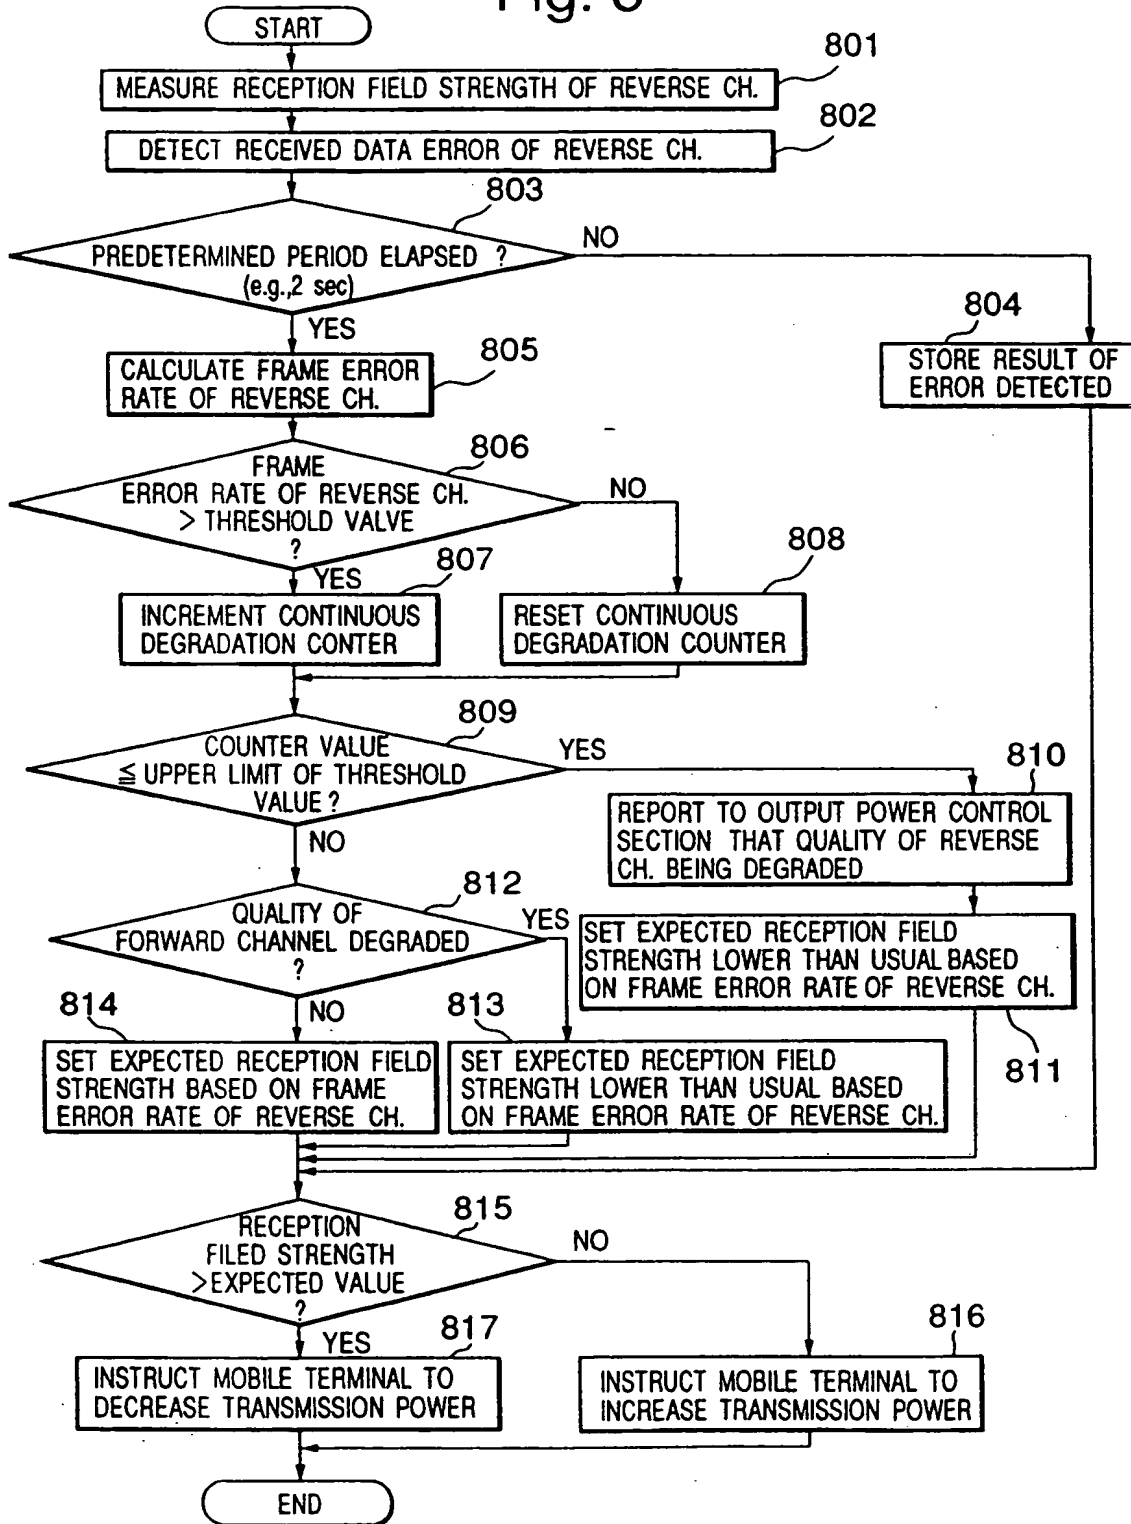 START
801
MEASURE RECEPTION FIELD STRENGTH OF REVERSE CH.
802
DETECT RECEIVED DATA ERROR OF REVERSE CH.
803
PREDETERMINED PERIOD ELAPSED ?
(e.g.,2 sec)
NO
YES
804
STORE RESULT OF
ERROR DETECTED
805
CALCULATE FRAME ERROR
RATE OF REVERSE CH.
806
FRAME
ERROR RATE OF REVERSE CH.
> THRESHOLD VALVE
?
NO
YES
807
INCREMENT CONTINUOUS
DEGRADATION CONTER
808
RESET CONTINUOUS
DEGRADATION COUNTER
809
COUNTER VALUE
≦ UPPER LIMIT OF THRESHOLD
VALUE ?
YES
NO
810
REPORT TO OUTPUT POWER CONTROL
SECTION THAT QUALITY OF REVERSE
CH. BEING DEGRADED
812
QUALITY OF
FORWARD CHANNEL DEGRADED
?
YES
NO
SET EXPECTED RECEPTION FIELD
STRENGTH LOWER THAN USUAL BASED
ON FRAME ERROR RATE OF REVERSE CH.
811
814
SET EXPECTED RECEPTION FIELD
STRENGTH BASED ON FRAME
ERROR RATE OF REVERSE CH.
813
SET EXPECTED RECEPTION FIELD
STRENGTH LOWER THAN USUAL BASED
ON FRAME ERROR RATE OF REVERSE CH.
815
RECEPTION
FILED STRENGTH
>EXPECTED VALUE
?
NO
YES
817
INSTRUCT MOBILE TERMINAL TO
DECREASE TRANSMISSION POWER
816
INSTRUCT MOBILE TERMINAL TO
INCREASE TRANSMISSION POWER
END